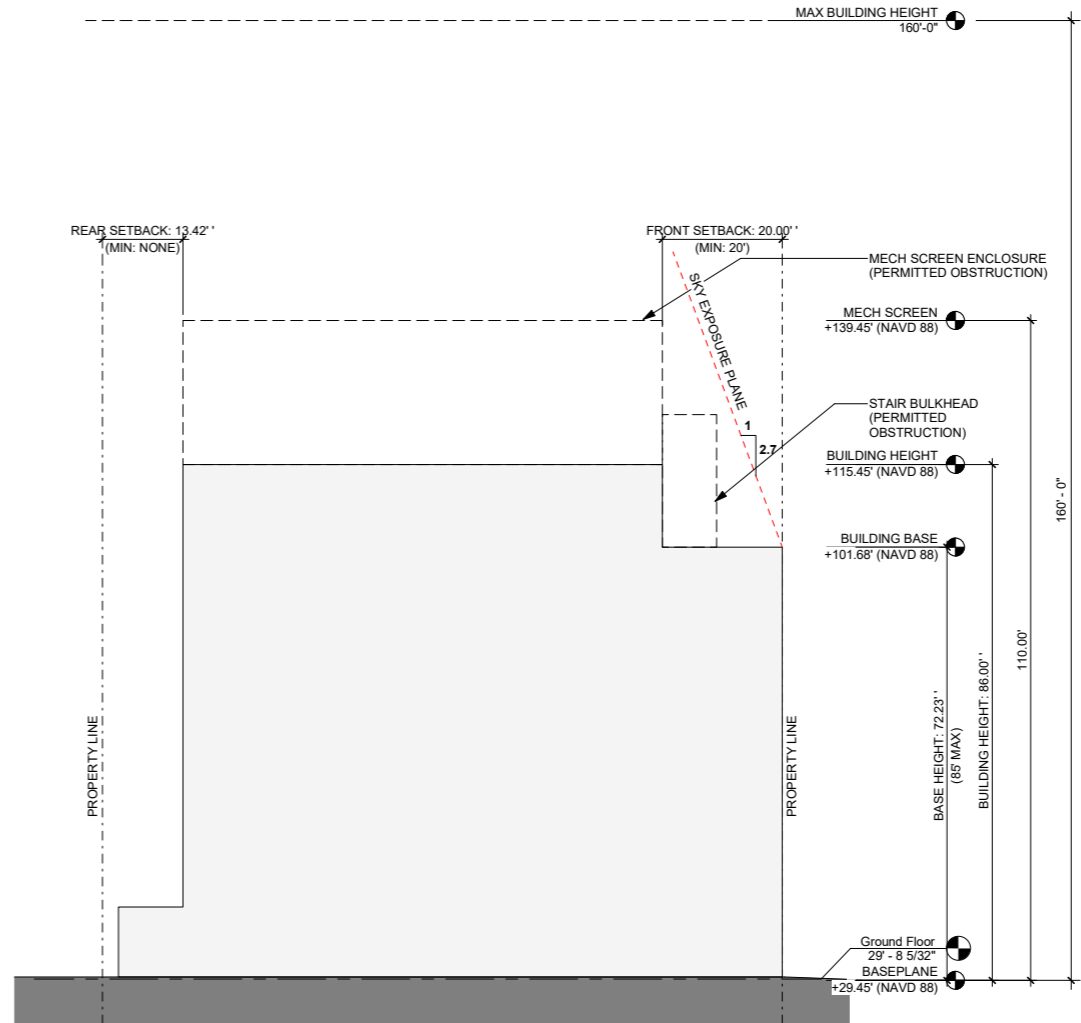 MAX BUILDING HEIGHT
160'-0"
REAR SETBACK: 13.42' '
(MIN: NONE)
FRONT SETBACK: 20.00' '
(MIN: 20')
MECH SCREEN ENCLOSURE
(PERMITTED OBSTRUCTION)
SKY EXPOSURE PLANE
MECH SCREEN
+139.45' (NAVD 88)
STAIR BULKHEAD
(PERMITTED
OBSTRUCTION)
1
2.7
BUILDING HEIGHT
+115.45' (NAVD 88)
160' - 0"
BUILDING BASE
+101.68' (NAVD 88)
110.00'
BUILDING HEIGHT: 86.00' '
BASE HEIGHT: 72.23' '
(85' MAX)
PROPERTY LINE
PROPERTY LINE
Ground Floor
29' - 8 5/32"
BASEPLANE
+29.45' (NAVD 88)